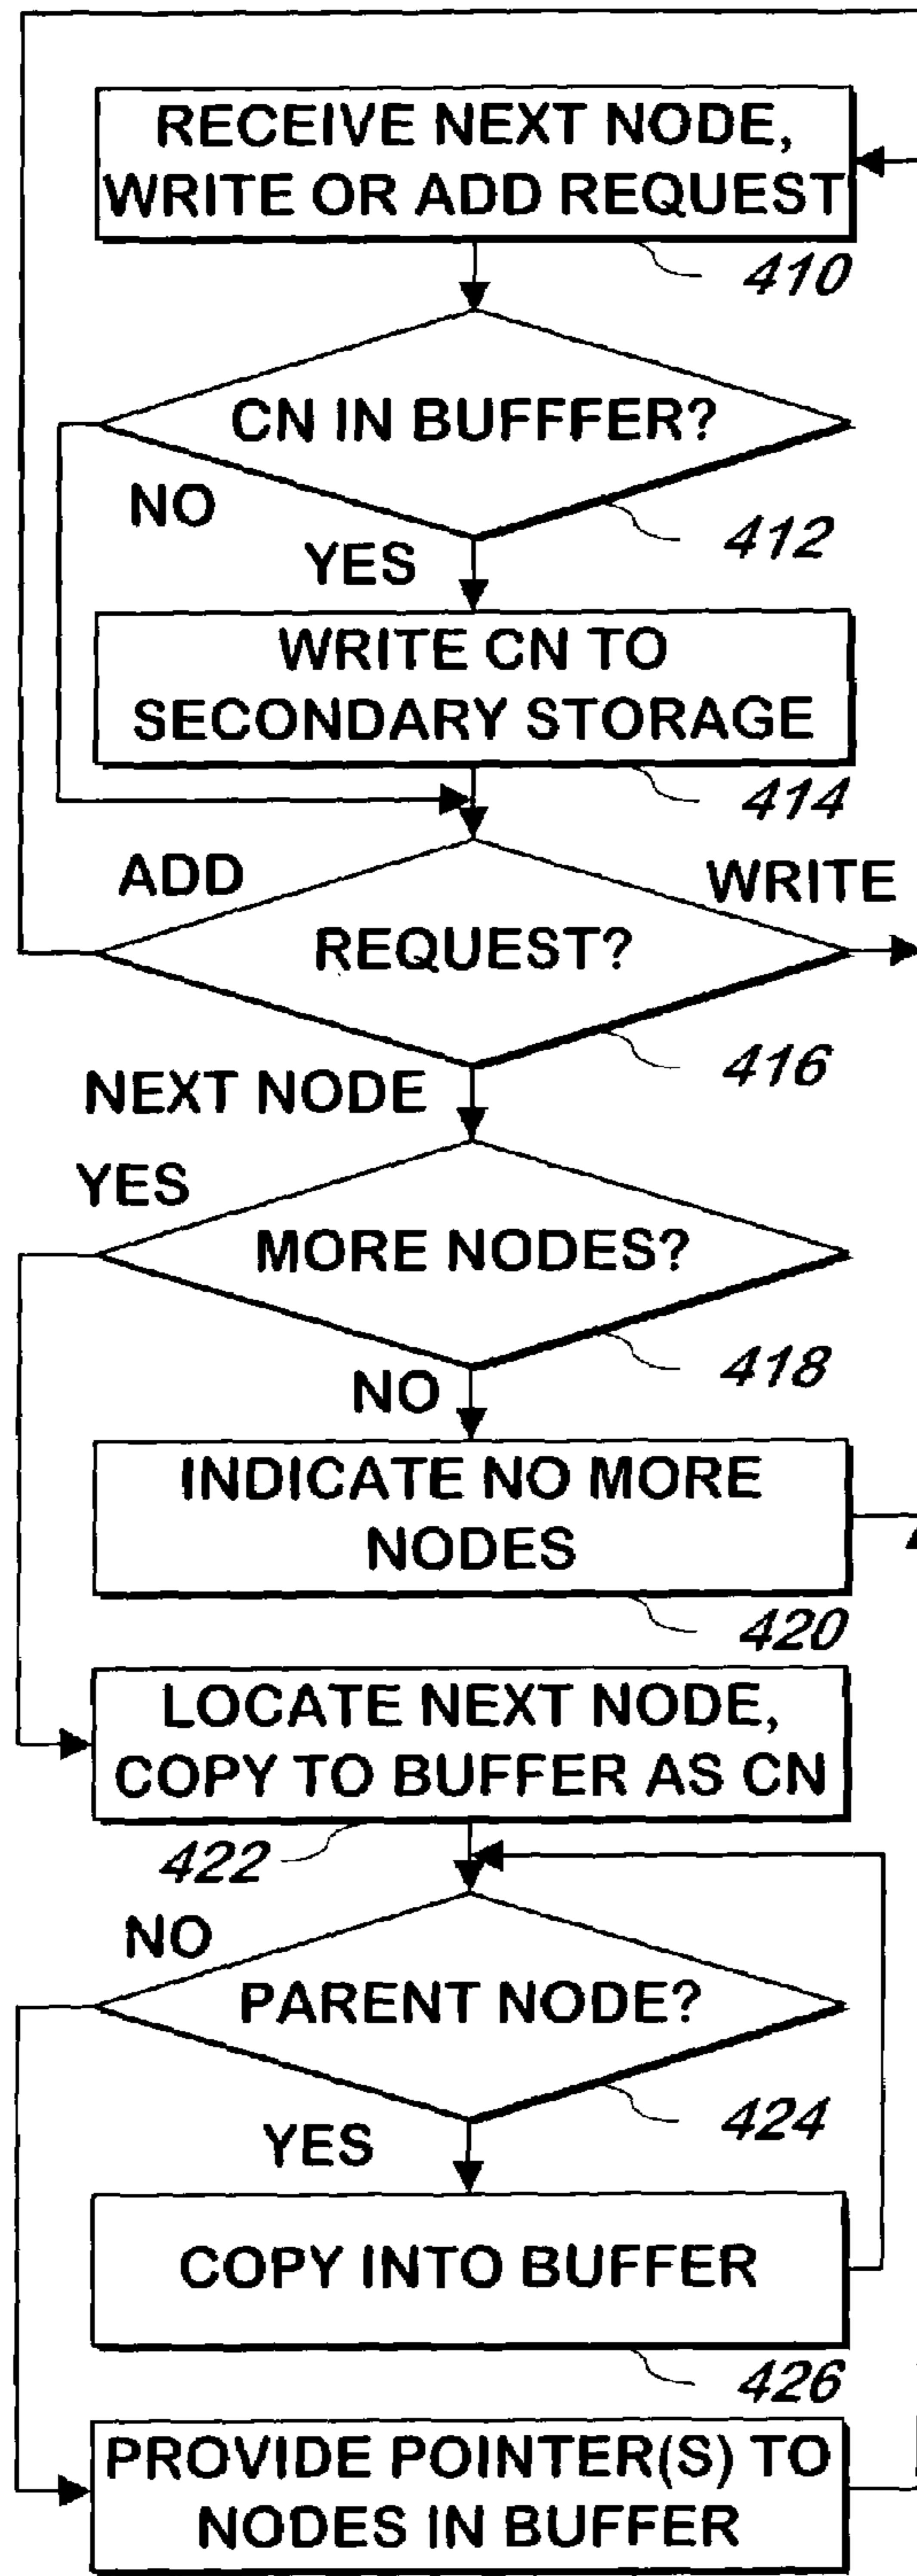 RECEIVE NEXT NODE,
WRITE OR ADD REQUEST
410
CN IN BUFFFER?
NO
412
YES
WRITE CN TO
SECONDARY STORAGE
414
ADD
WRITE
REQUEST?
416
NEXT NODE
YES
MORE NODES?
418
NO
INDICATE NO MORE
NODES
420
LOCATE NEXT NODE,
COPY TO BUFFER AS CN
422
NO
PARENT NODE?
424
YES
COPY INTO BUFFER
426
PROVIDE POINTER(S) TO
NODES IN BUFFER